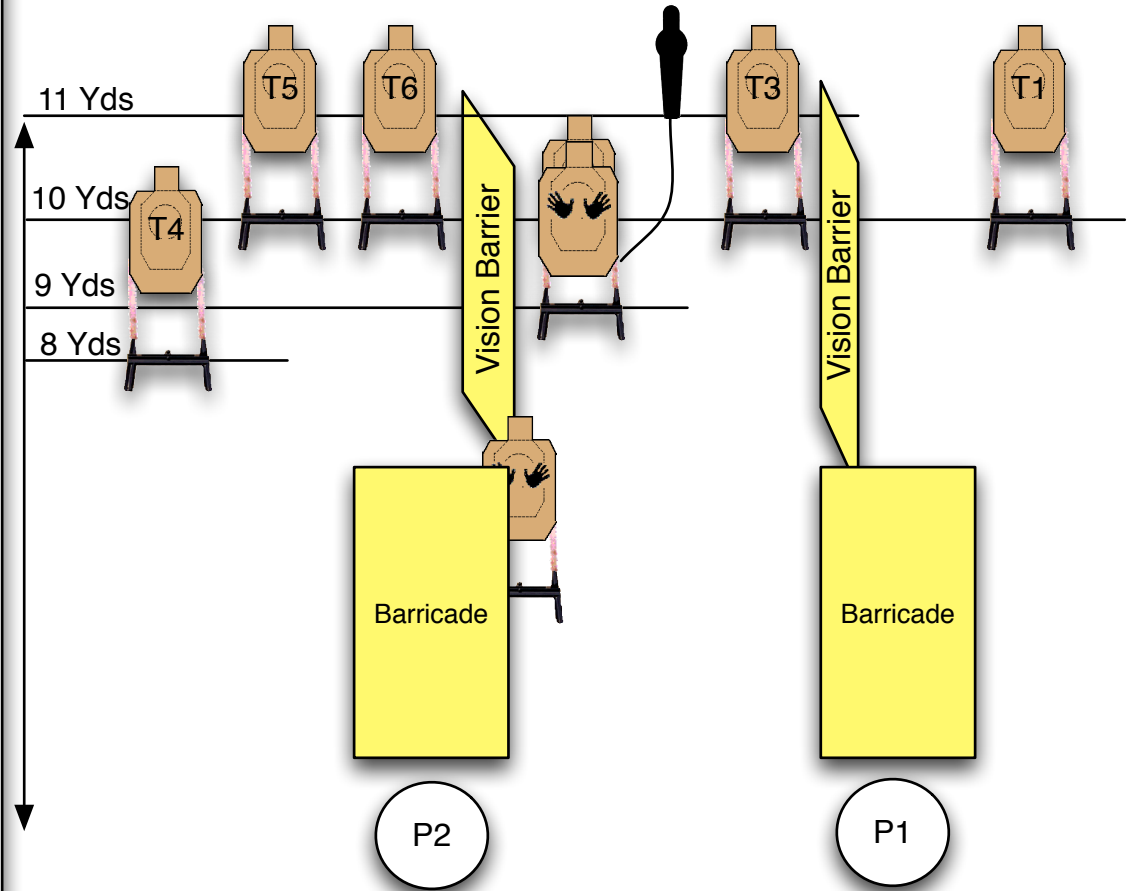 T5
T6
T3
T1
11 Yds
10 Yds
T4
9 Yds
8 Yds
Vision Barrier
Vision Barrier
Barricade
Barricade
P2
P1